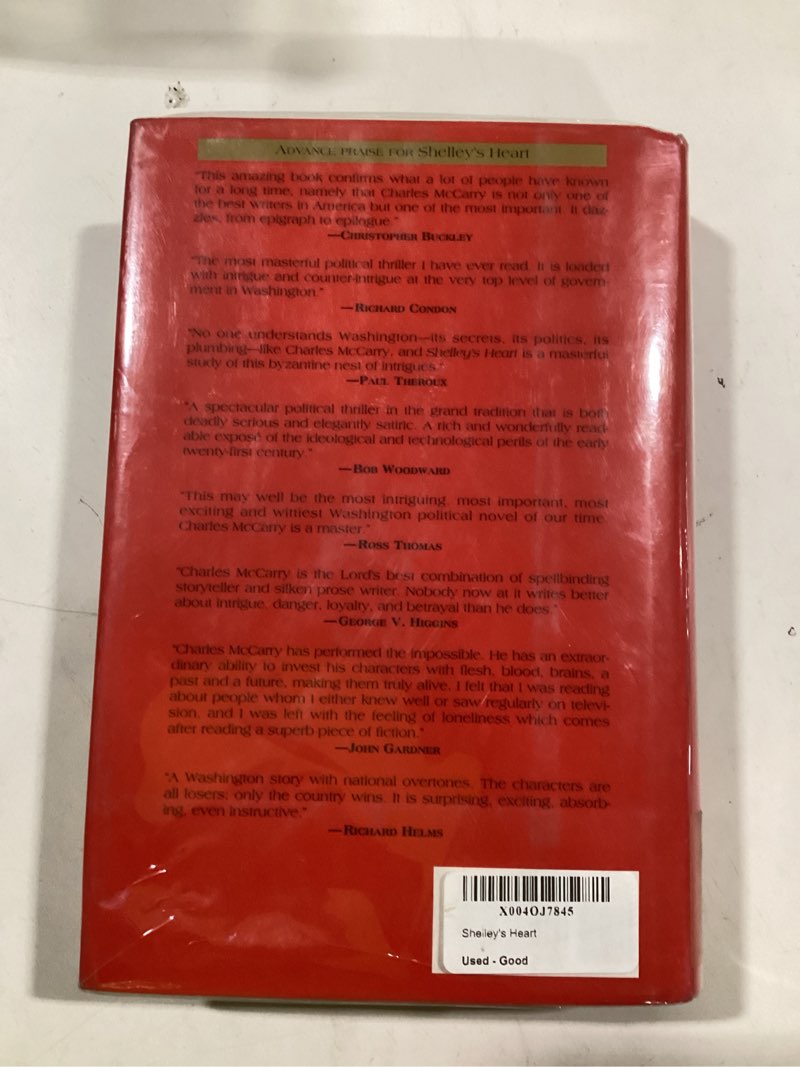 ADVANCE PRAISE FOR Shelley's Heart
"This amazing book confirms what a lot of people have known
for a long time, namely that Charles McCarry is not only one of
the best writers in America but one of the most important. It daz-
zles, from epigraph to epilogue."
—CHRISTOPHER BUCKLEY
"The most masterful political thriller I have ever read. It is loaded
with intrigue and counter-intrigue at the very top level of govern-
ment in Washington."
—RICHARD CONDON
"No one understands Washington—its secrets, its politics, its
plumbing—like Charles McCarry, and Shelley's Heart is a masterful
study of this byzantine nest of intrigues."
—PAUL THEROUX
"A spectacular political thriller in the grand tradition that is both
deadly serious and elegantly satiric. A rich and wonderfully read-
able exposé of the ideological and technological perils of the early
twenty-first century."
—BOB WOODWARD
"This may well be the most intriguing, most important, most
exciting and wittiest Washington political novel of our time.
Charles McCarry is a master."
—ROSS THOMAS
"Charles McCarry is the Lord's best combination of spellbinding
storyteller and silken prose writer. Nobody now at it writes better
about intrigue, danger, loyalty, and betrayal than he does."
—GEORGE V. HIGGINS
"Charles McCarry has performed the impossible. He has an extraor-
dinary ability to invest his characters with flesh, blood, brains, a
past and a future, making them truly alive. I felt that I was reading
about people whom I either knew well or saw regularly on televi-
sion, and I was left with the feeling of loneliness which comes
after reading a superb piece of fiction."
—JOHN GARDNER
"A Washington story with national overtones. The characters are
all losers; only the country wins. It is surprising, exciting, absorb-
ing, even instructive."
—RICHARD HELMS
X004OJ7845
Shelley's Heart
Used - Good